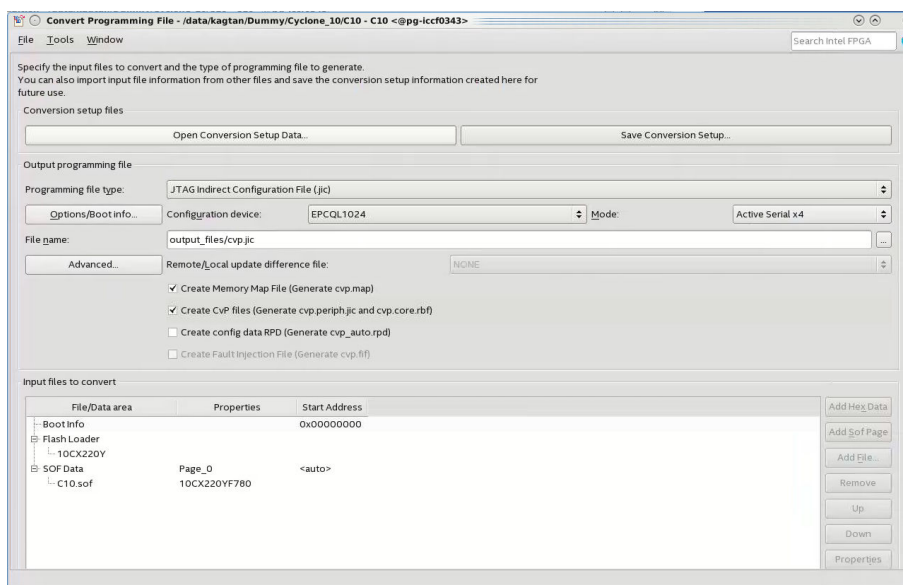 Convert Programming File - /data/kagtan/Dummy/Cyclone_10/C10 - C10 <@pg-iccf0343>
File Tools Window
Search Intel FPGA
Specify the input files to convert and the type of programming file to generate.
You can also import input file information from other files and save the conversion setup information created here for
future use.
Conversion setup files
Open Conversion Setup Data... Save Conversion Setup...
Output programming file
Programming file type: JTAG Indirect Configuration File (.jic)
Options/Boot info... Configuration device: EPCQL1024 Mode: Active Serial x4
File name: output_files/cvp.jic ...
Advanced... Remote/Local update difference file: NONE
Create Memory Map File (Generate cvp.map)
Create CvP files (Generate cvp.periph.jic and cvp.core.rbf)
Create config data RPD (Generate cvp_auto.rpd)
Create Fault Injection File (Generate cvp.fif)
Input files to convert
File/Data area Properties Start Address
Boot Info 0x00000000
Flash Loader
10CX220Y
SOF Data Page_0 <auto>
C10.sof 10CX220YF780
Add Hex Data
Add Sof Page
Add File...
Remove
Up
Down
Properties